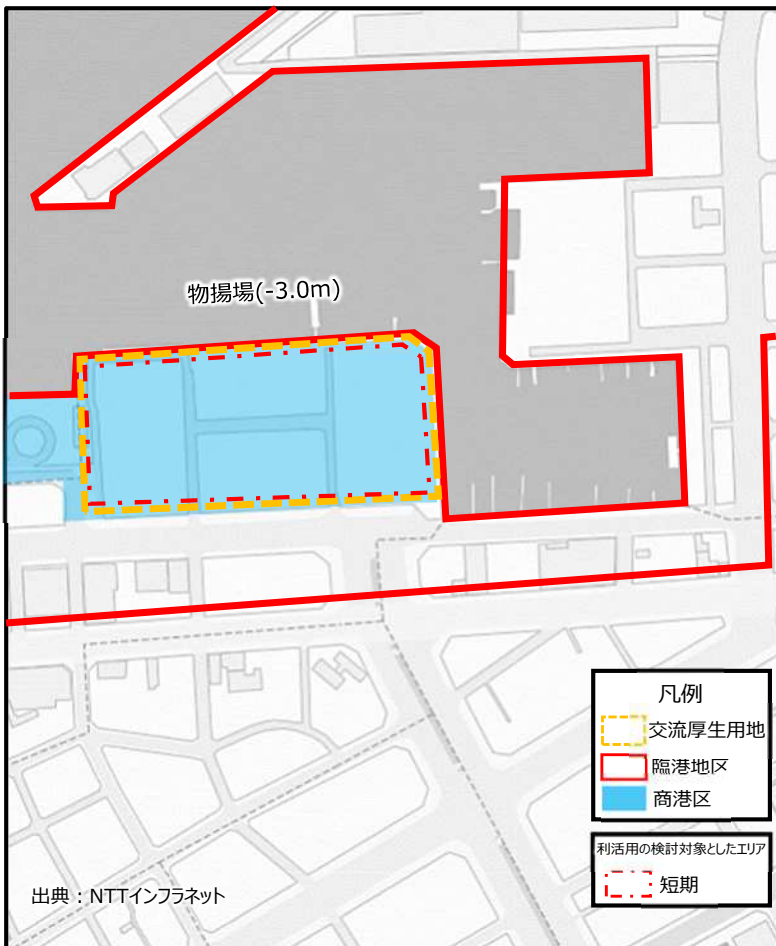 物揚場(-3.0m)
凡例
交流厚生用地
臨港地区
商港区
利活用の検討対象としたエリア
短期
出典：NTTインフラネット